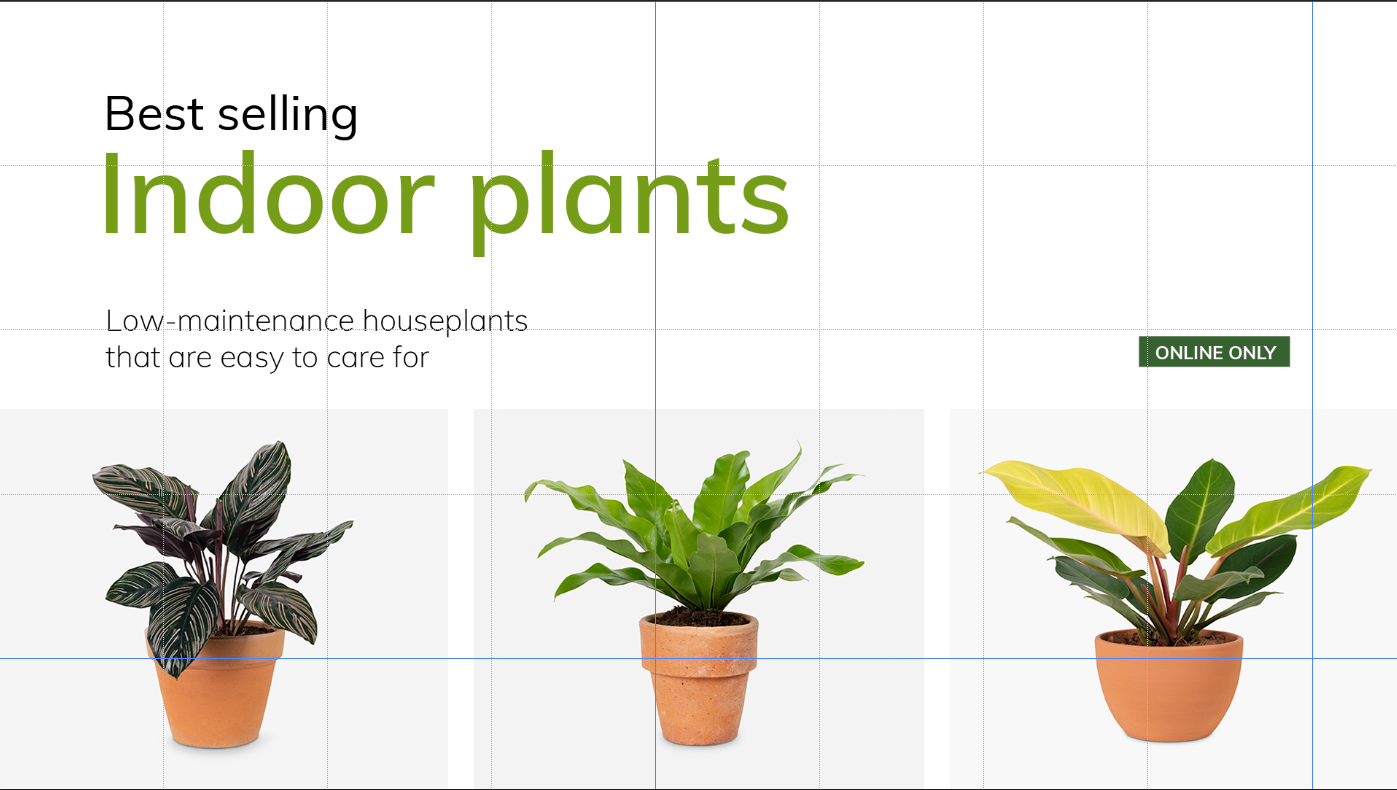 Best selling
Indoor plants
Low-maintenance houseplants
that are easy to care for
ONLINE ONLY